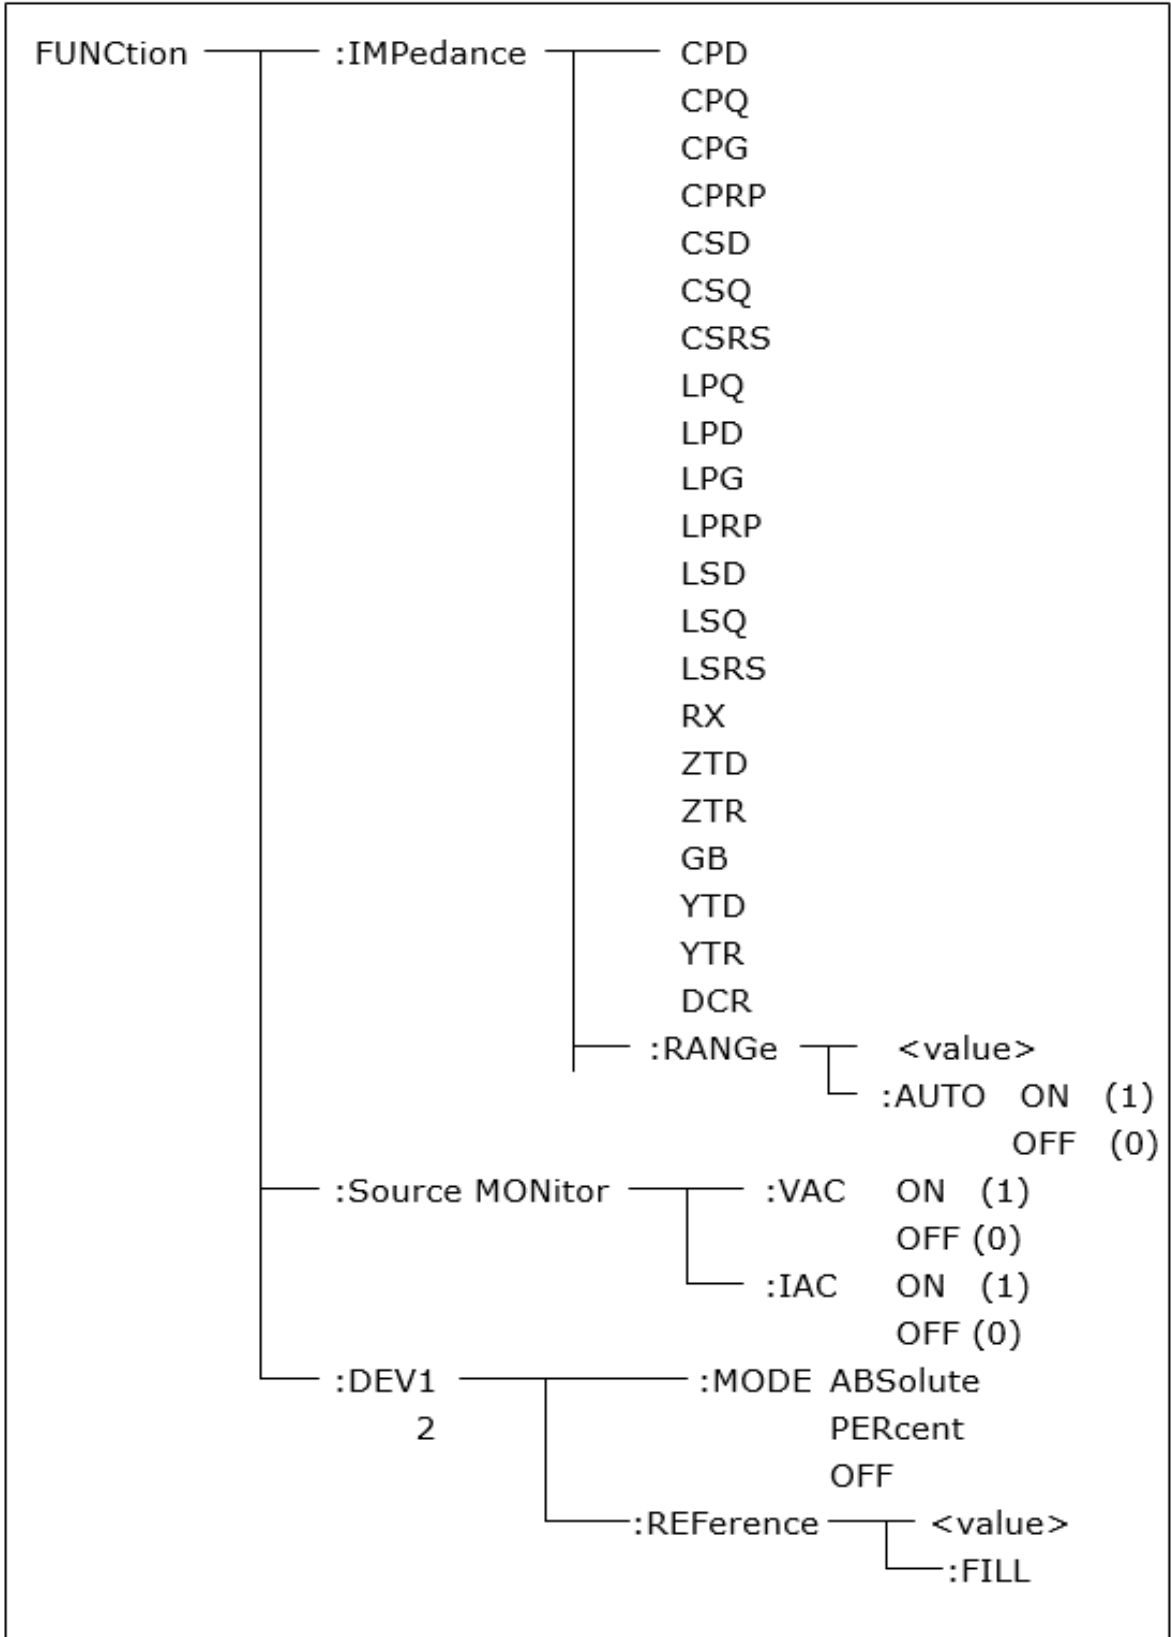 FUNCtion :IMPedance CPD
CPQ
CPG
CPRP
CSD
CSQ
CSRS
LPQ
LPD
LPG
LPRP
LSD
LSQ
LSRS
RX
ZTD
ZTR
GB
YTD
YTR
DCR
:RANGe <value>
:AUTO ON (1)
OFF (0)
:Source MONitor :VAC ON (1)
OFF (0)
:IAC ON (1)
OFF (0)
:DEV1 :MODE ABSolute
2 PERcent
OFF
:REFerence <value>
:FILL